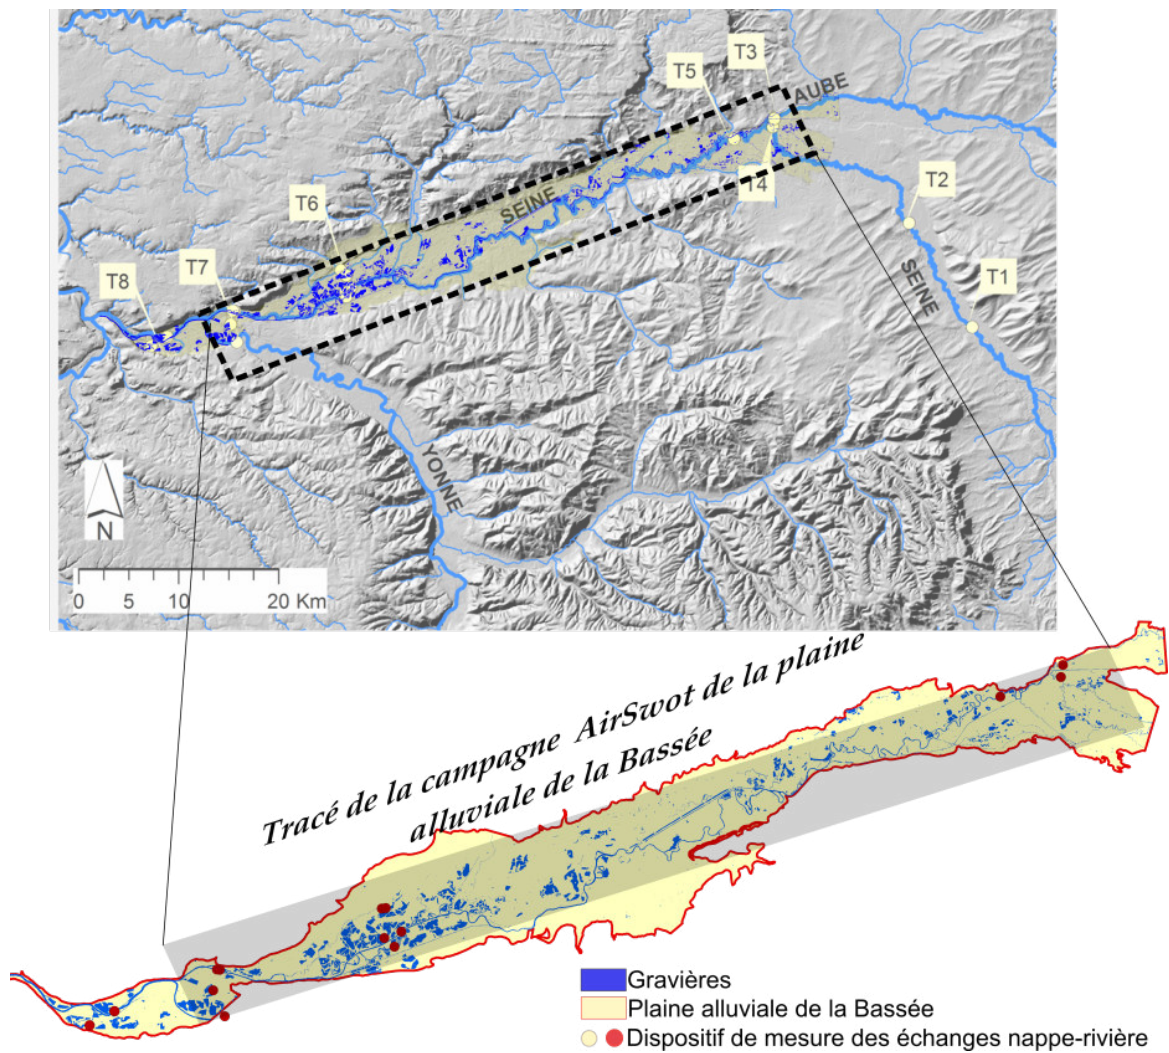 T3
AUBE
T5
T4
T2
T6
SEINE
T7
T8
SEINE
T1
YONNE
N
0 5 10 20 Km
Tracé de la campagne AirSwot de la plaine
alluviale de la Bassée
Gravières
Plaine alluviale de la Bassée
Dispositif de mesure des échanges nappe-rivière